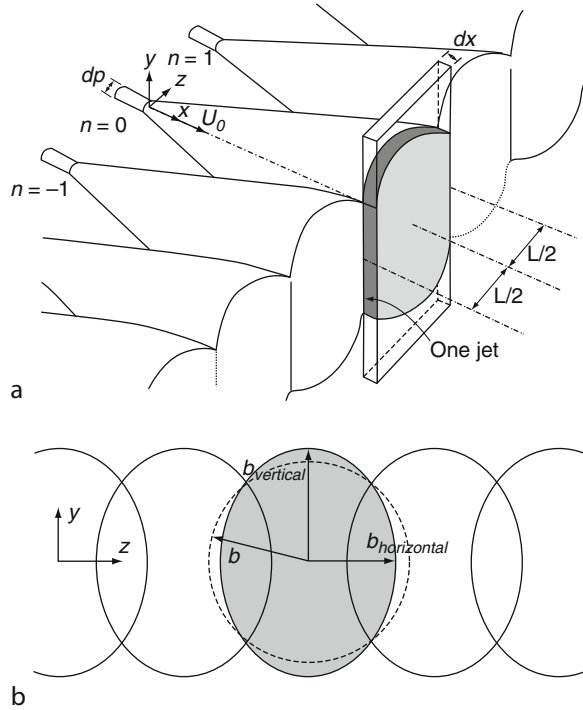 dx
n = 1
y
z
dp
x
U0
n = 0
n = –1
L/2
L/2
One jet
a
bvertical
y
z
b
bhorizontal
b